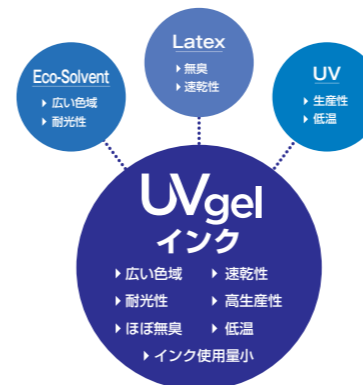 Latex
無臭
速乾性
Eco-Solvent
広い色域
耐光性
UV
生産性
低温
UVgel
インク
広い色域 速乾性
耐光性 高生産性
ほぼ無臭 低温
インク使用量小